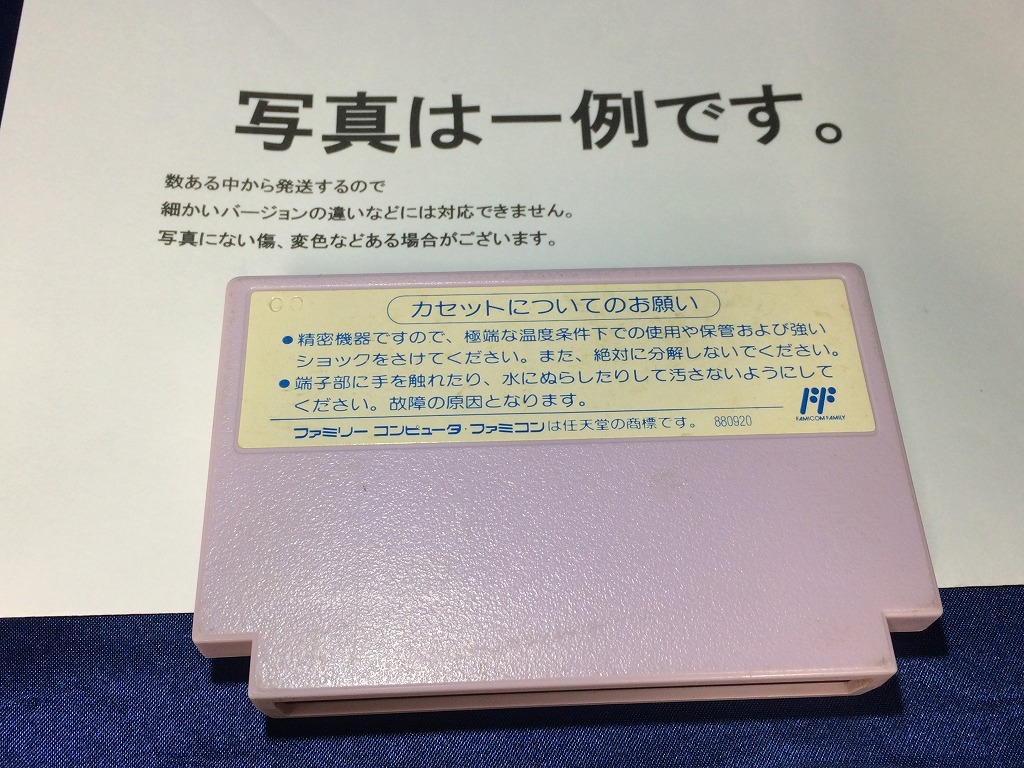 写真は一例です。
数ある中から発送するので
細かいバージョンの違いなどには対応できません。
写真にない傷、変色などある場合がございます。
カセットについてのお願い
●精密機器ですので、極端な温度条件下での使用や保管および強い
ショックをさけてください。また、絶対に分解しないでください。
●端子部に手を触れたり、水にぬらしたりして汚さないようにして
ください。故障の原因となります。
FAMICOM FAMILY
ファミリー コンピュータ・ファミコンは任天堂の商標です。 880920